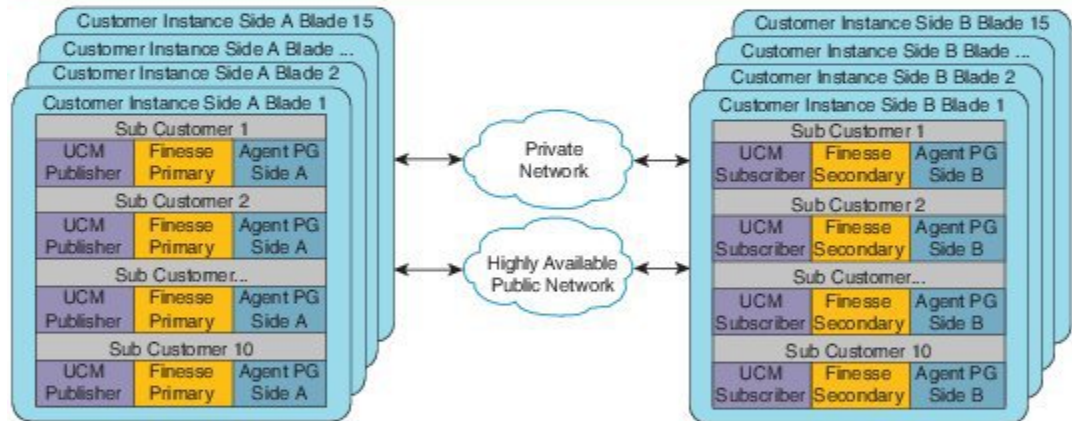 Customer Instance Side A Blade 15
Customer Instance Side A Blade ...
Customer Instance Side A Blade 2
Customer Instance Side A Blade 1
Sub Customer 1
UCM Publisher
Finesse Primary
Agent PG Side A
Sub Customer 2
UCM Publisher
Finesse Primary
Agent PG Side A
Sub Customer...
UCM Publisher
Finesse Primary
Agent PG Side A
Sub Customer 10
UCM Publisher
Finesse Primary
Agent PG Side A
Private
Network
Highly Available
Public Network
Customer Instance Side B Blade 15
Customer Instance Side B Blade ...
Customer Instance Side B Blade 2
Customer Instance Side B Blade 1
Sub Customer 1
UCM Subscriber
Finesse Secondary
Agent PG Side B
Sub Customer 2
UCM Subscriber
Finesse Secondary
Agent PG Side B
Sub Customer...
UCM Subscriber
Finesse Secondary
Agent PG Side B
Sub Customer 10
UCM Subscriber
Finesse Secondary
Agent PG Side B